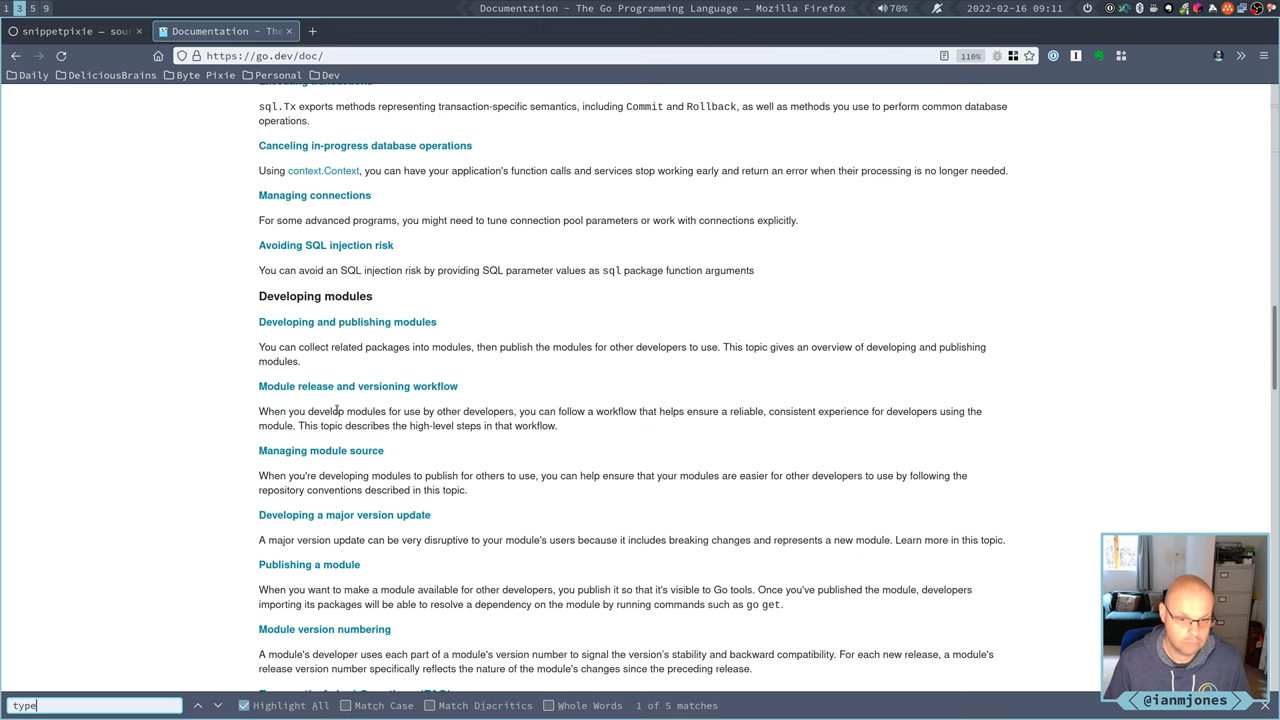 1 3 5 9
Documentation - The Go Programming Language — Mozilla Firefox
70%
2022-02-16 09:11
snippetpixie — sour
Documentation - The
https://go.dev/doc/
110%
Daily
DeliciousBrains
Byte Pixie
Personal
Dev
sql.Tx exports methods representing transaction-specific semantics, including Commit and Rollback, as well as methods you use to perform common database
operations.
Canceling in-progress database operations
Using context.Context, you can have your application's function calls and services stop working early and return an error when their processing is no longer needed.
Managing connections
For some advanced programs, you might need to tune connection pool parameters or work with connections explicitly.
Avoiding SQL injection risk
You can avoid an SQL injection risk by providing SQL parameter values as sql package function arguments
Developing modules
Developing and publishing modules
You can collect related packages into modules, then publish the modules for other developers to use. This topic gives an overview of developing and publishing
modules.
Module release and versioning workflow
When you develop modules for use by other developers, you can follow a workflow that helps ensure a reliable, consistent experience for developers using the
module. This topic describes the high-level steps in that workflow.
Managing module source
When you're developing modules to publish for others to use, you can help ensure that your modules are easier for other developers to use by following the
repository conventions described in this topic.
Developing a major version update
A major version update can be very disruptive to your module's users because it includes breaking changes and represents a new module. Learn more in this topic.
Publishing a module
When you want to make a module available for other developers, you publish it so that it's visible to Go tools. Once you've published the module, developers
importing its packages will be able to resolve a dependency on the module by running commands such as go get.
Module version numbering
A module's developer uses each part of a module's version number to signal the version's stability and backward compatibility. For each new release, a module's
release version number specifically reflects the nature of the module's changes since the preceding release.
@ianmjones
type
Highlight All
Match Case
Match Diacritics
Whole Words
1 of 5 matches